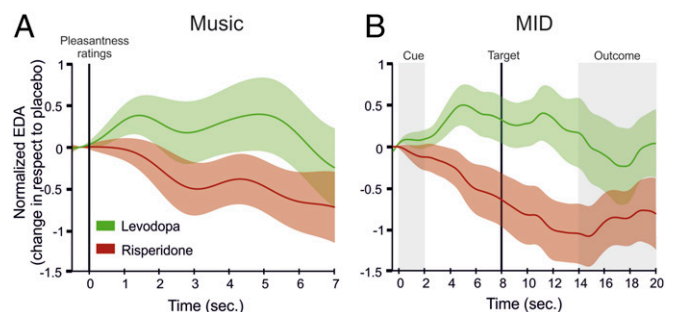 A
Music
B
MID
Pleasantness
ratings
Cue
Target
Outcome
Normalized EDA
(change in respect to placebo)
1
0.5
0
-0.5
-1
-1.5
Levodopa
Risperidone
0 1 2 3 4 5 6 7
Time (sec.)
1
0.5
0
-0.5
-1
-1.5
0 2 4 6 8 10 12 14 16 18 20
Time (sec.)